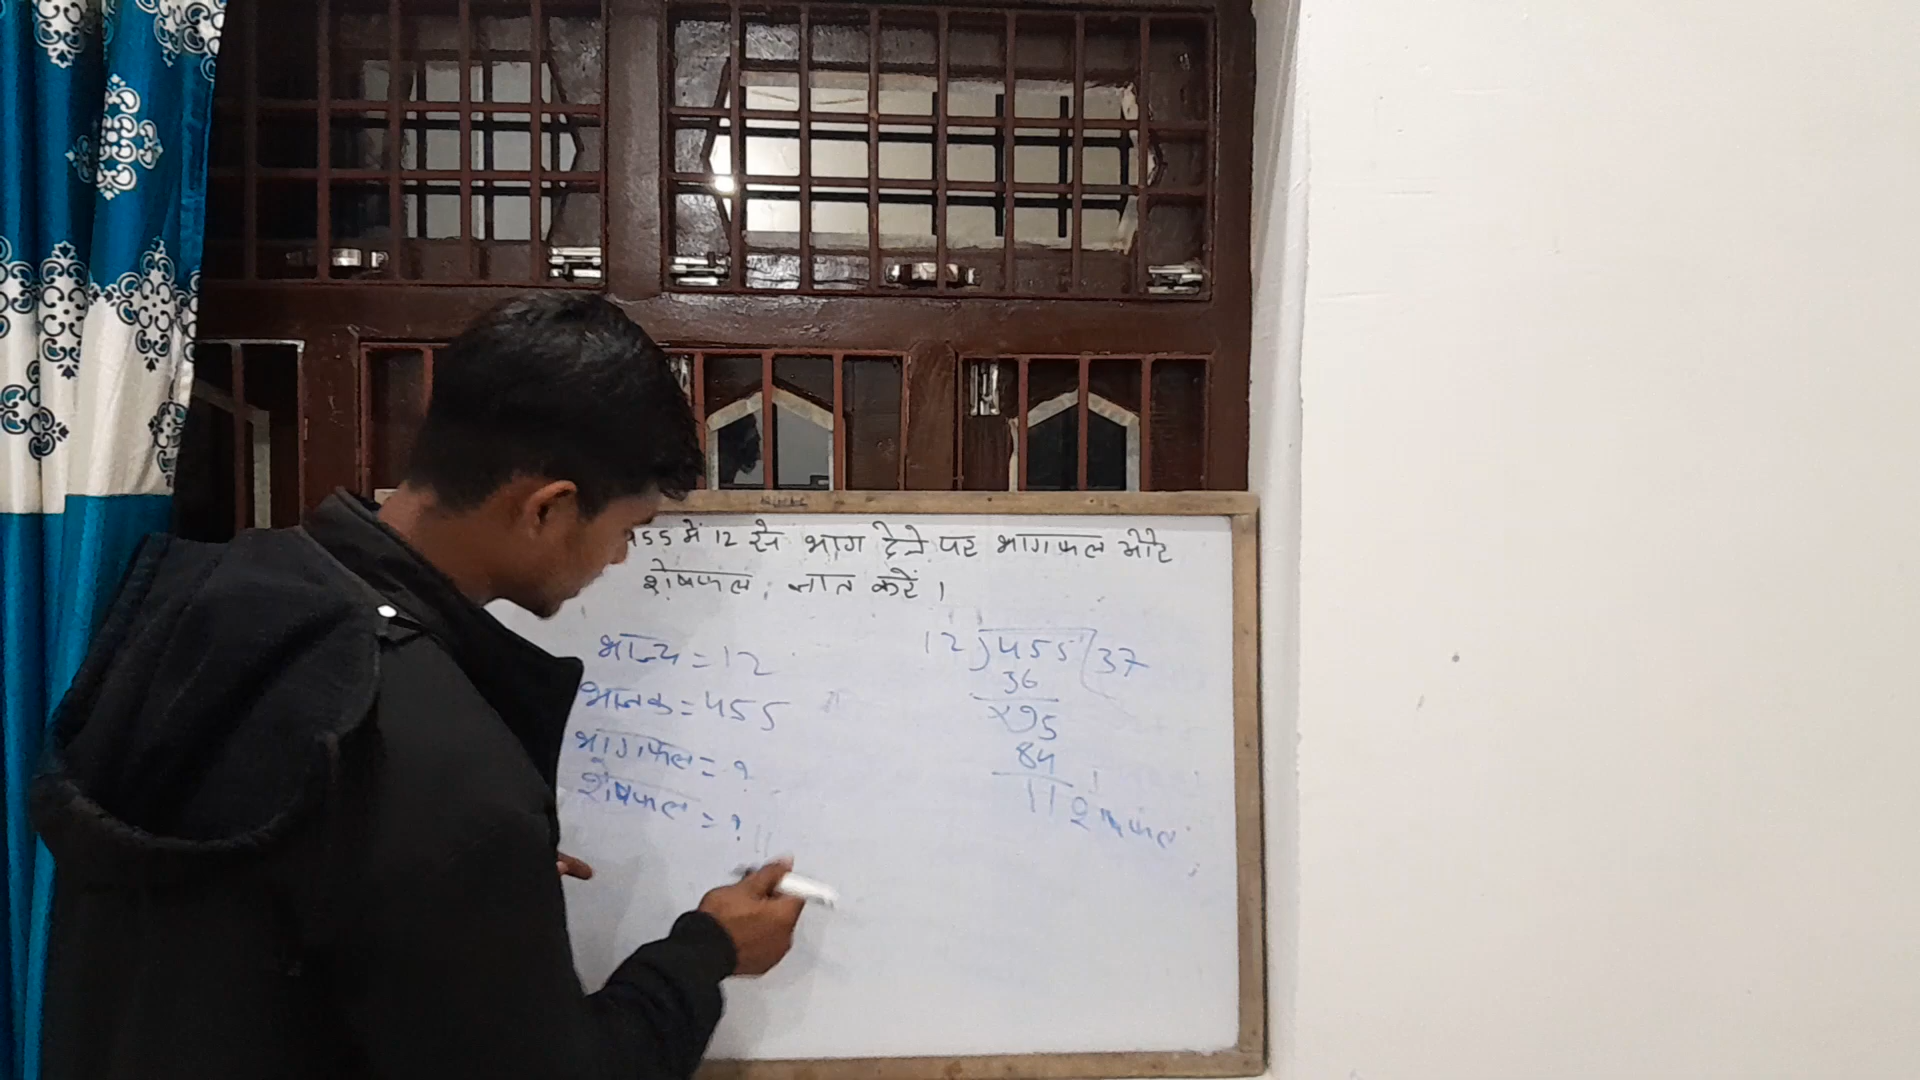 455 में 12 से भाग देने पर भागफल और
शेषफल ज्ञात करें ।
भाज्य = 12
भाजक = 455
भागफल = ?
शेषफल = ?
12 ) 455 ( 37
36
×95
84
11 शेषफल